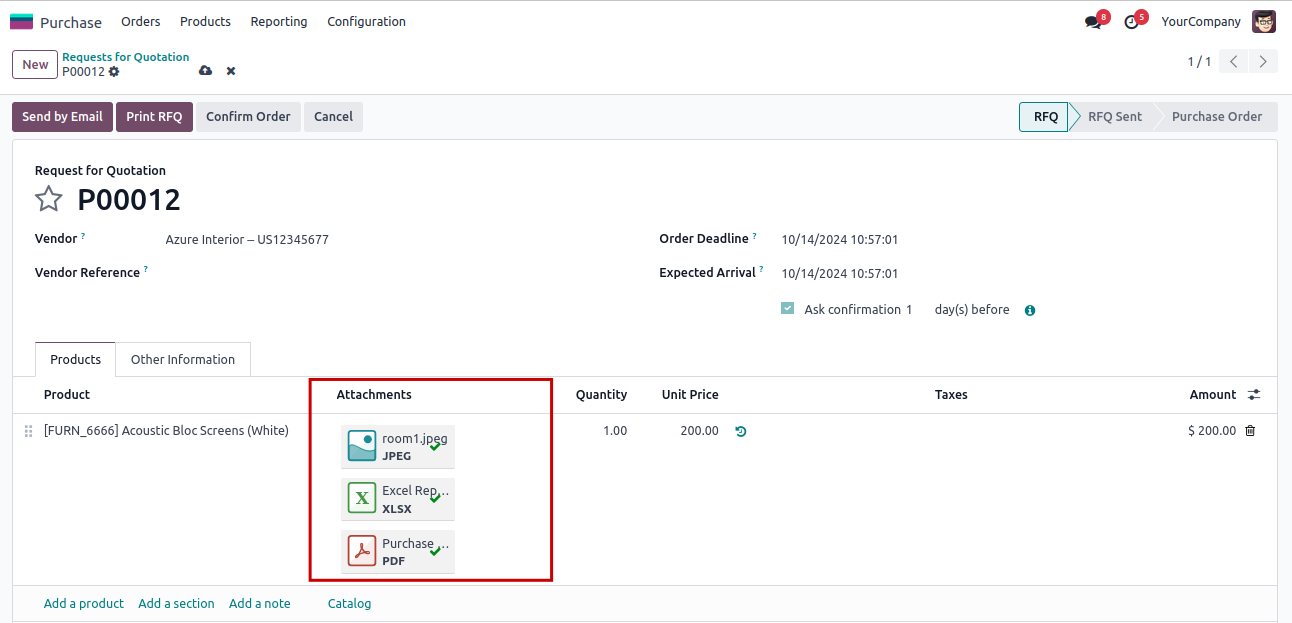 Purchase Orders Products Reporting Configuration 8 5 YourCompany
New Requests for Quotation
P00012
1 / 1
Send by Email Print RFQ Confirm Order Cancel RFQ RFQ Sent Purchase Order
Request for Quotation
P00012
Vendor ? Azure Interior – US12345677 Order Deadline ? 10/14/2024 10:57:01
Vendor Reference ? Expected Arrival ? 10/14/2024 10:57:01
Ask confirmation 1 day(s) before
Products Other Information
Product Attachments Quantity Unit Price Taxes Amount
[FURN_6666] Acoustic Bloc Screens (White) 1.00 200.00 $ 200.00
room1.jpeg
JPEG
Excel Rep...
XLSX
Purchase ...
PDF
Add a product Add a section Add a note Catalog